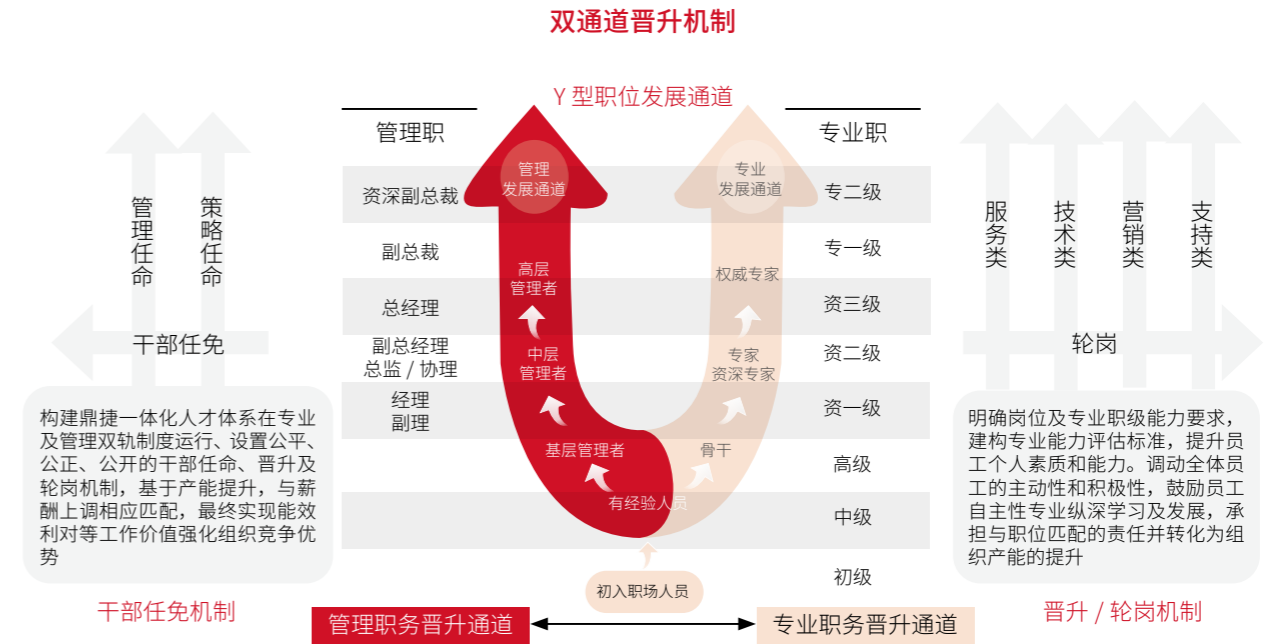 双通道晋升机制
Y 型职位发展通道
管理任命
策略任命
干部任免
构建鼎捷一体化人才体系在专业
及管理双轨制度运行、设置公平、
公正、公开的干部任命、晋升及
轮岗机制，基于产能提升，与薪
酬上调相应匹配，最终实现能效
利对等工作价值强化组织竞争优
势
干部任免机制
管理职
资深副总裁
副总裁
总经理
副总经理
总监 / 协理
经理
副理
管理
发展通道
高层
管理者
中层
管理者
基层管理者
有经验人员
初入职场人员
专业
发展通道
权威专家
专家
资深专家
骨干
专业职
专二级
专一级
资三级
资二级
资一级
高级
中级
初级
管理职务晋升通道
专业职务晋升通道
服务类
技术类
营销类
支持类
轮岗
明确岗位及专业职级能力要求，
建构专业能力评估标准，提升员
工个人素质和能力。调动全体员
工的主动性和积极性，鼓励员工
自主性专业纵深学习及发展，承
担与职位匹配的责任并转化为组
织产能的提升
晋升 / 轮岗机制